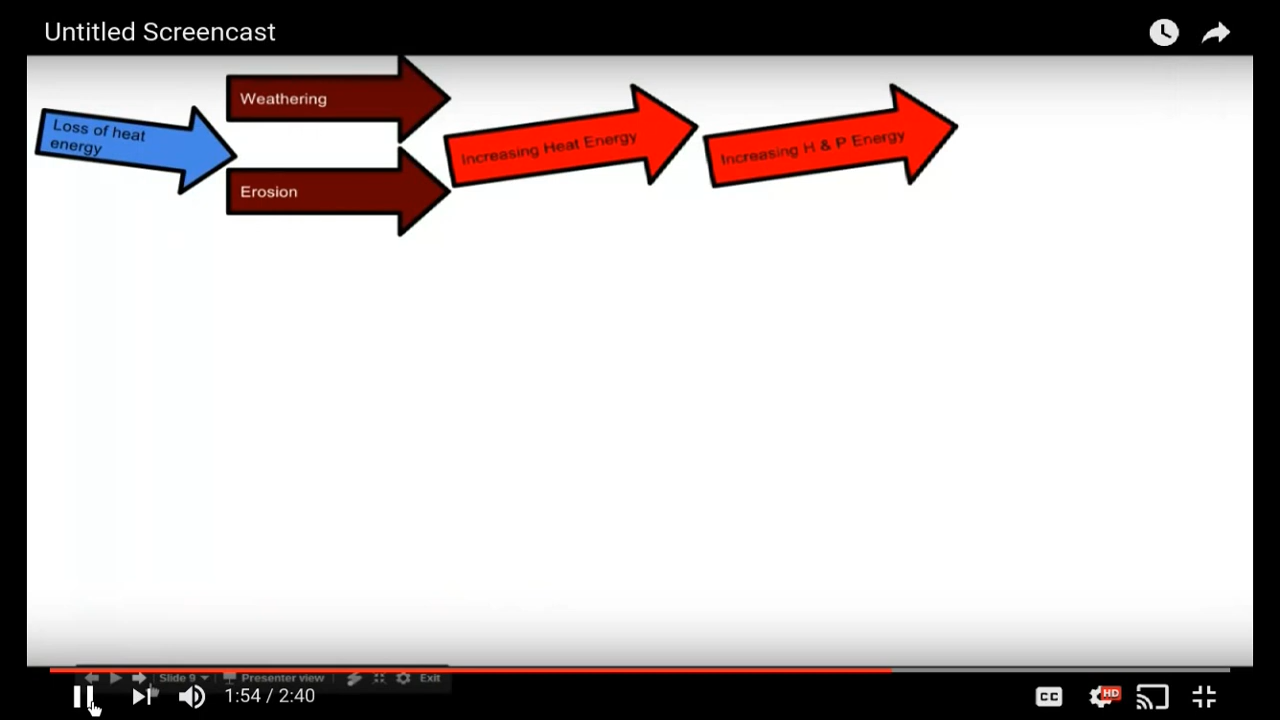 Untitled Screencast
Loss of heat
energy
Weathering
Erosion
Increasing Heat Energy
Increasing H & P Energy
Slide 9
Presenter view
Exit
1:54 / 2:40
CC
HD